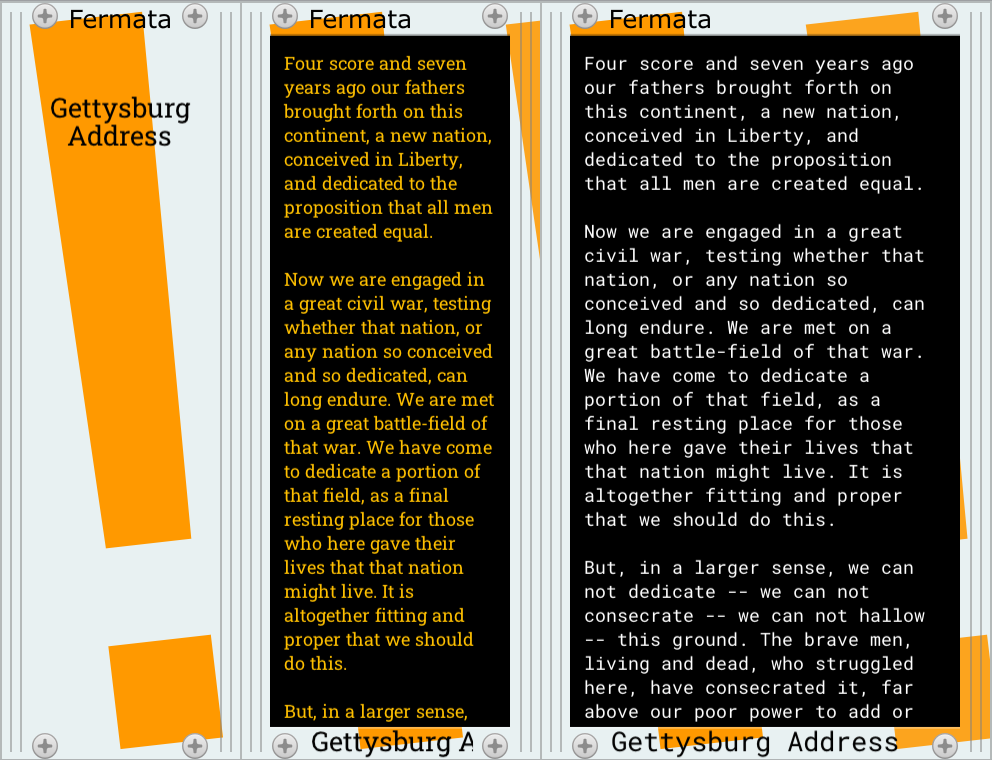 Fermata
Gettysburg
Address
Fermata
Four score and seven
years ago our fathers
brought forth on this
continent, a new nation,
conceived in Liberty,
and dedicated to the
proposition that all men
are created equal.
Now we are engaged in
a great civil war, testing
whether that nation, or
any nation so conceived
and so dedicated, can
long endure. We are met
on a great battle-field of
that war. We have come
to dedicate a portion of
that field, as a final
resting place for those
who here gave their
lives that that nation
might live. It is
altogether fitting and
proper that we should
do this.
But, in a larger sense,
Gettysburg A
Fermata
Four score and seven years ago
our fathers brought forth on
this continent, a new nation,
conceived in Liberty, and
dedicated to the proposition
that all men are created equal.
Now we are engaged in a great
civil war, testing whether that
nation, or any nation so
conceived and so dedicated, can
long endure. We are met on a
great battle-field of that war.
We have come to dedicate a
portion of that field, as a
final resting place for those
who here gave their lives that
that nation might live. It is
altogether fitting and proper
that we should do this.
But, in a larger sense, we can
not dedicate -- we can not
consecrate -- we can not hallow
-- this ground. The brave men,
living and dead, who struggled
here, have consecrated it, far
above our poor power to add or
Gettysburg Address